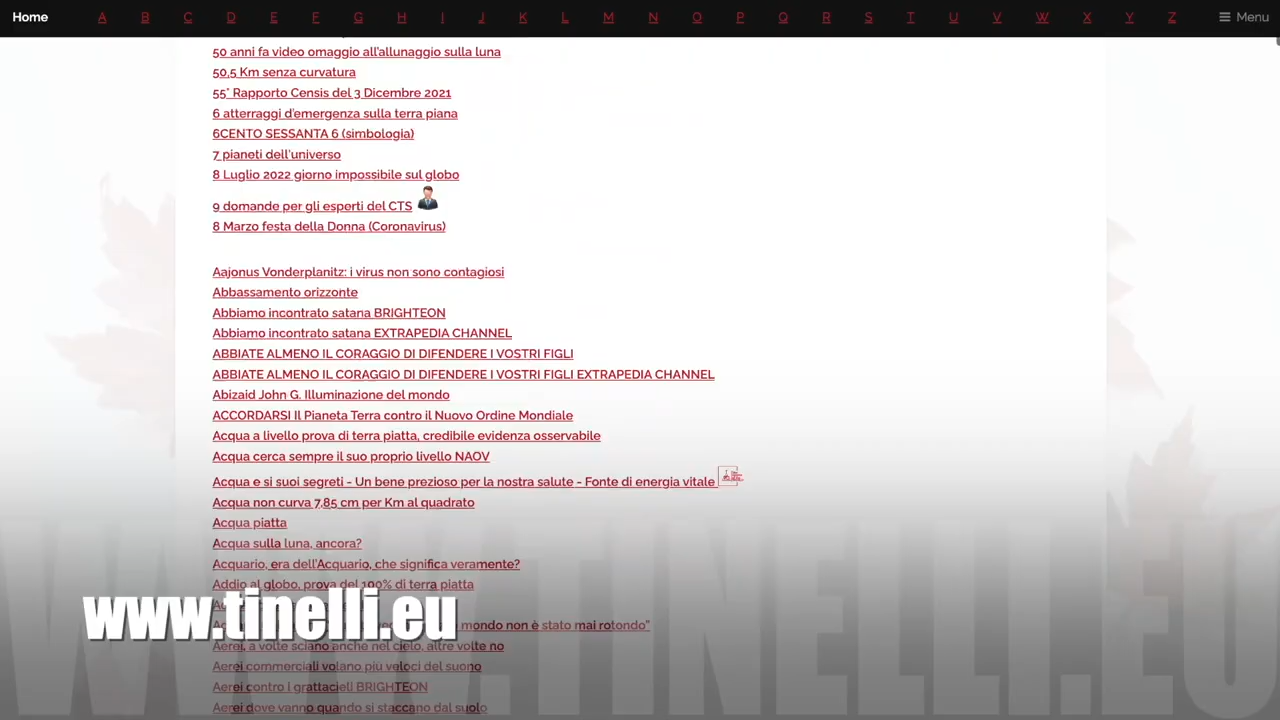 Home A B C D E F G H I J K L M N O P Q R S T U V W X Y Z Menu
50 anni fa video omaggio all'allunaggio sulla luna
50,5 Km senza curvatura
55° Rapporto Censis del 3 Dicembre 2021
6 atterraggi d'emergenza sulla terra piana
6CENTO SESSANTA 6 (simbologia)
7 pianeti dell'universo
8 Luglio 2022 giorno impossibile sul globo
9 domande per gli esperti del CTS
8 Marzo festa della Donna (Coronavirus)
Aajonus Vonderplanitz: i virus non sono contagiosi
Abbassamento orizzonte
Abbiamo incontrato satana BRIGHTEON
Abbiamo incontrato satana EXTRAPEDIA CHANNEL
ABBIATE ALMENO IL CORAGGIO DI DIFENDERE I VOSTRI FIGLI
ABBIATE ALMENO IL CORAGGIO DI DIFENDERE I VOSTRI FIGLI EXTRAPEDIA CHANNEL
Abizaid John G. Illuminazione del mondo
ACCORDARSI Il Pianeta Terra contro il Nuovo Ordine Mondiale
Acqua a livello prova di terra piatta, credibile evidenza osservabile
Acqua cerca sempre il suo proprio livello NAOV
Acqua e si suoi segreti - Un bene prezioso per la nostra salute - Fonte di energia vitale
Acqua non curva 7,85 cm per Km al quadrato
Acqua piatta
Acqua sulla luna, ancora?
Acquario, era dell'Acquario, che significa veramente?
Addio al globo, prova del 100% di terra piatta
www.tinelli.eu
mondo non è stato mai rotondo"
Aerei, a volte sciano anche nel cielo, altre volte no
Aerei commerciali volano più veloci del suono
Aerei contro I grattacieli BRIGHTEON
Aerei dove vanno quando si staccano dal suolo
WWW.TINELLI.EU